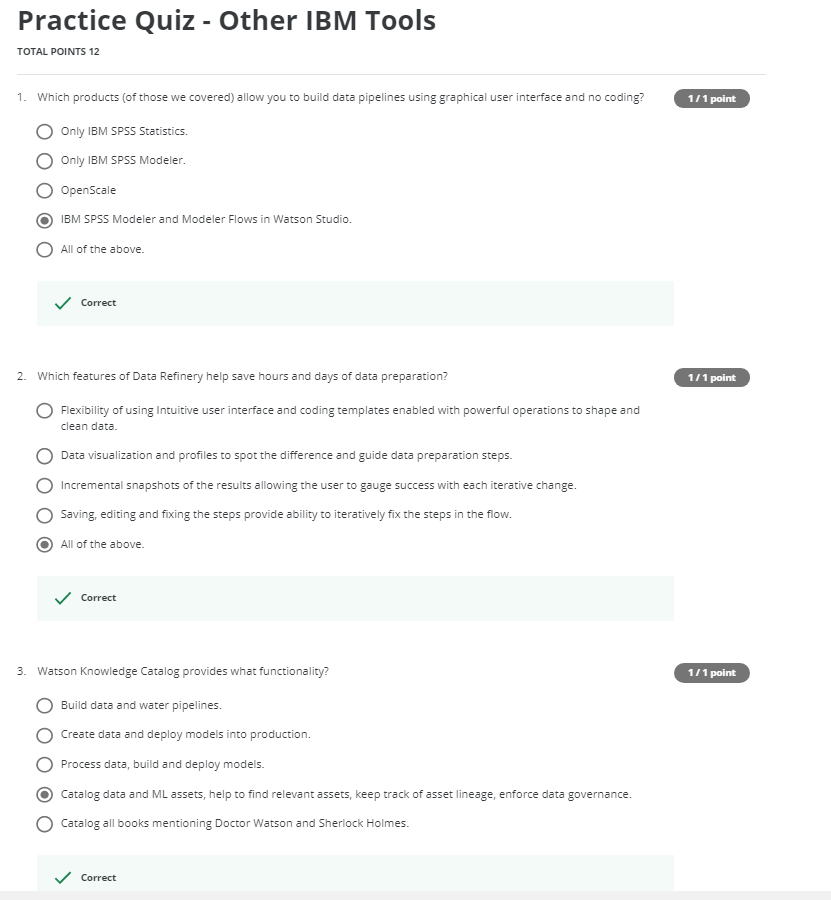 Practice Quiz - Other IBM Tools
TOTAL POINTS 12
1. Which products (of those we covered) allow you to build data pipelines using graphical user interface and no coding?
1 / 1 point
Only IBM SPSS Statistics.
Only IBM SPSS Modeler.
OpenScale
IBM SPSS Modeler and Modeler Flows in Watson Studio.
All of the above.
Correct
2. Which features of Data Refinery help save hours and days of data preparation?
1 / 1 point
Flexibility of using Intuitive user interface and coding templates enabled with powerful operations to shape and
clean data.
Data visualization and profiles to spot the difference and guide data preparation steps.
Incremental snapshots of the results allowing the user to gauge success with each iterative change.
Saving, editing and fixing the steps provide ability to iteratively fix the steps in the flow.
All of the above.
Correct
3. Watson Knowledge Catalog provides what functionality?
1 / 1 point
Build data and water pipelines.
Create data and deploy models into production.
Process data, build and deploy models.
Catalog data and ML assets, help to find relevant assets, keep track of asset lineage, enforce data governance.
Catalog all books mentioning Doctor Watson and Sherlock Holmes.
Correct